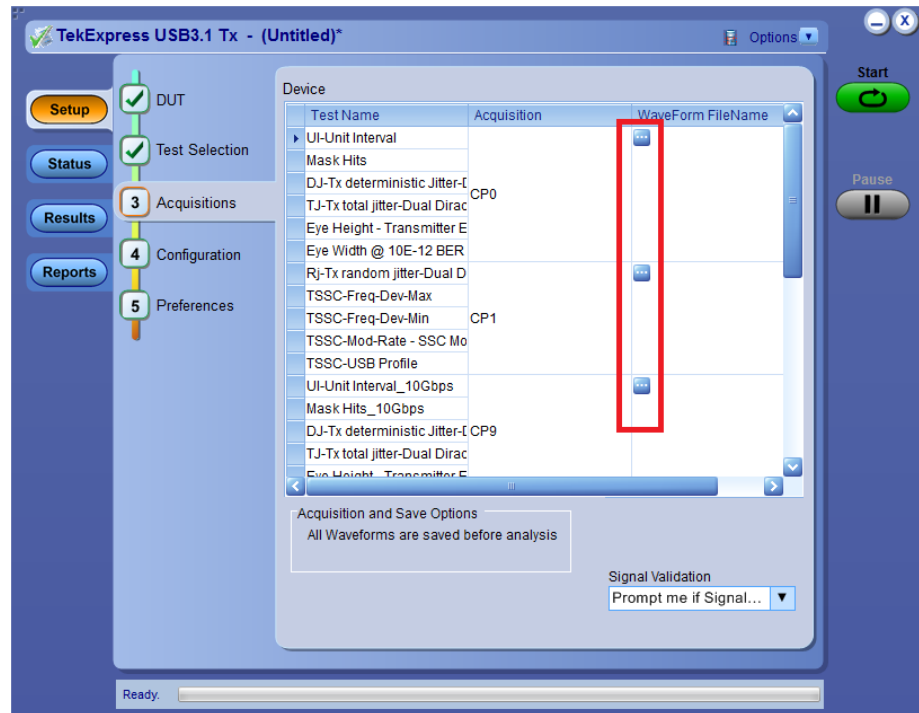 TekExpress USB3.1 Tx - (Untitled)*
Options
Start
Pause
Setup
Status
Results
Reports
DUT
Test Selection
3 Acquisitions
4 Configuration
5 Preferences
Device
Test Name Acquisition WaveForm FileName
UI-Unit Interval
Mask Hits
DJ-Tx deterministic Jitter-D
CP0
TJ-Tx total jitter-Dual Dirac
Eye Height - Transmitter E
Eye Width @ 10E-12 BER
Rj-Tx random jitter-Dual D
TSSC-Freq-Dev-Max
TSSC-Freq-Dev-Min CP1
TSSC-Mod-Rate - SSC Mo
TSSC-USB Profile
UI-Unit Interval_10Gbps
Mask Hits_10Gbps
DJ-Tx deterministic Jitter-D CP9
TJ-Tx total jitter-Dual Dirac
Eye Height - Transmitter E
Acquisition and Save Options
All Waveforms are saved before analysis
Signal Validation
Prompt me if Signal...
Ready.